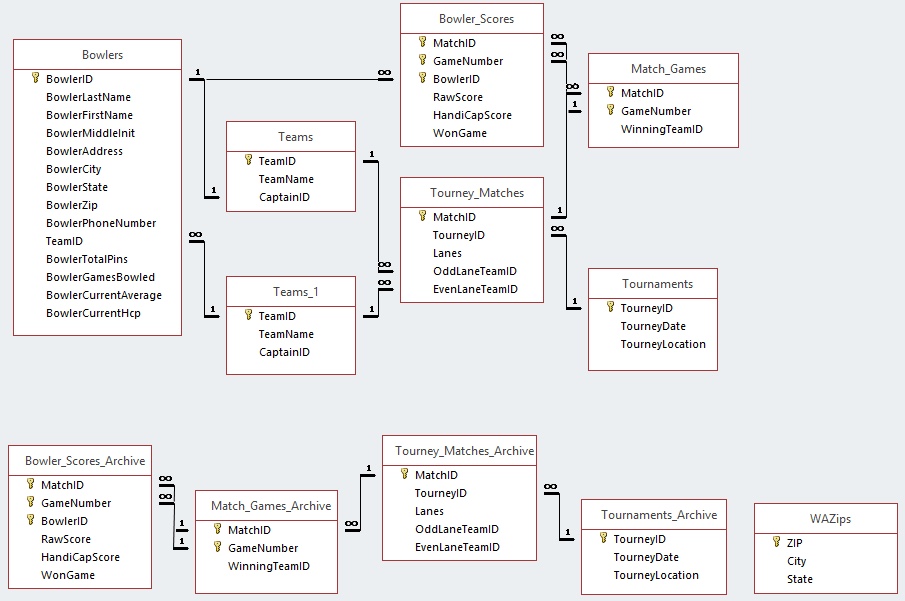 Bowlers
BowlerID
BowlerLastName
BowlerFirstName
BowlerMiddleInit
BowlerAddress
BowlerCity
BowlerState
BowlerZip
BowlerPhoneNumber
TeamID
BowlerTotalPins
BowlerGamesBowled
BowlerCurrentAverage
BowlerCurrentHcp
1
∞
1
∞
1
Teams
TeamID
TeamName
CaptainID
1
∞
Teams_1
TeamID
TeamName
CaptainID
1
∞
Bowler_Scores
MatchID
GameNumber
BowlerID
RawScore
HandiCapScore
WonGame
∞
∞
∞
1
Match_Games
MatchID
GameNumber
WinningTeamID
Tourney_Matches
MatchID
TourneyID
Lanes
OddLaneTeamID
EvenLaneTeamID
1
∞
1
Tournaments
TourneyID
TourneyDate
TourneyLocation
Bowler_Scores_Archive
MatchID
GameNumber
BowlerID
RawScore
HandiCapScore
WonGame
∞
∞
1
1
Match_Games_Archive
MatchID
GameNumber
WinningTeamID
∞
1
Tourney_Matches_Archive
MatchID
TourneyID
Lanes
OddLaneTeamID
EvenLaneTeamID
∞
1
Tournaments_Archive
TourneyID
TourneyDate
TourneyLocation
WAZips
ZIP
City
State